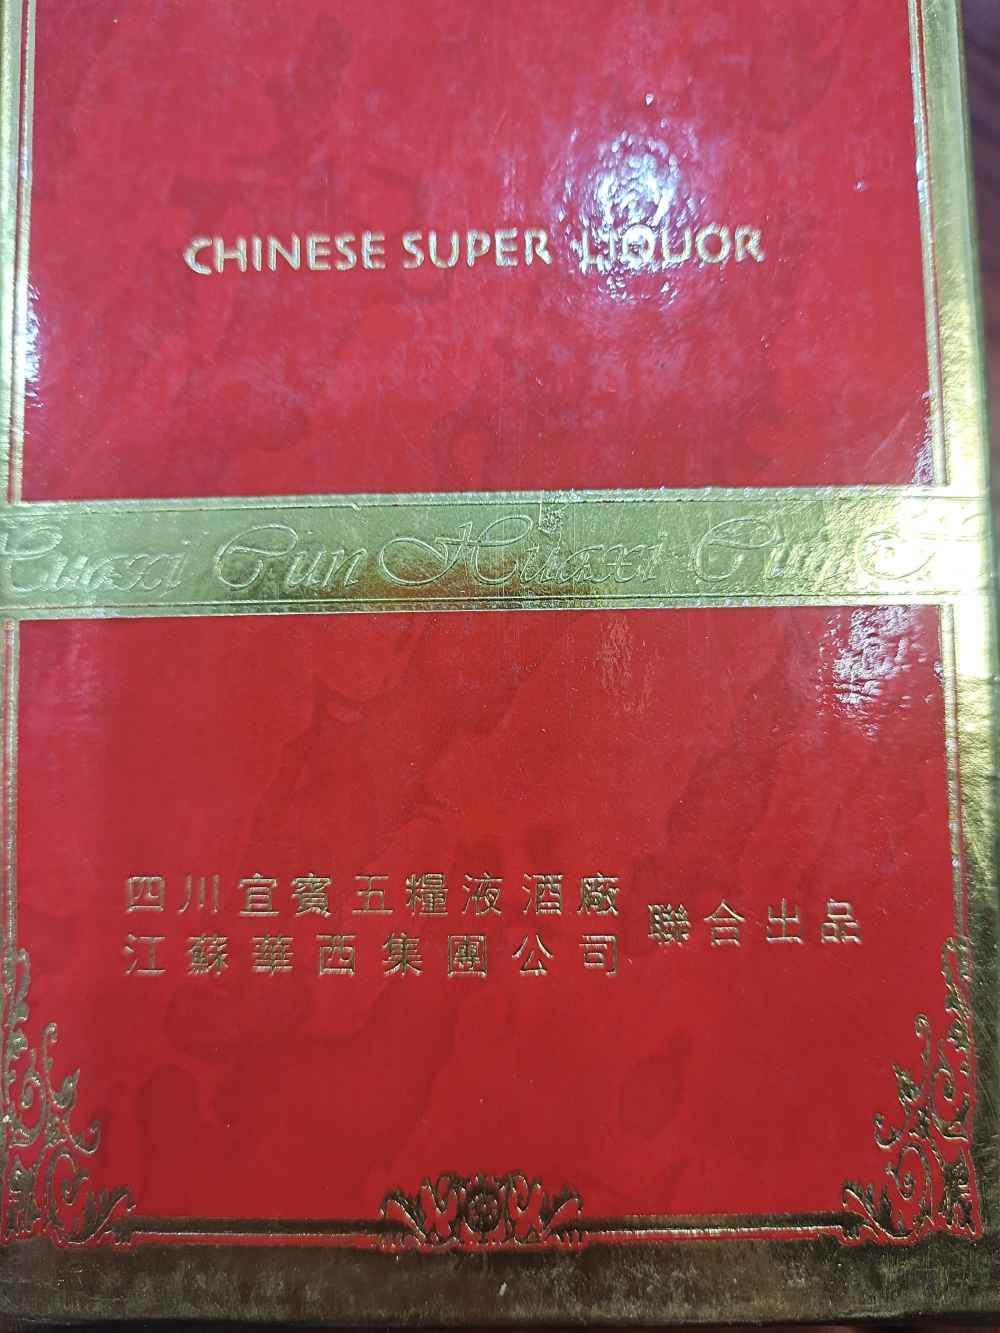 CHINESE SUPER LIQUOR
Huaxi Cun Huaxi Cun
四川宜賓五糧液酒廠
江蘇華西集團公司
聯合出品